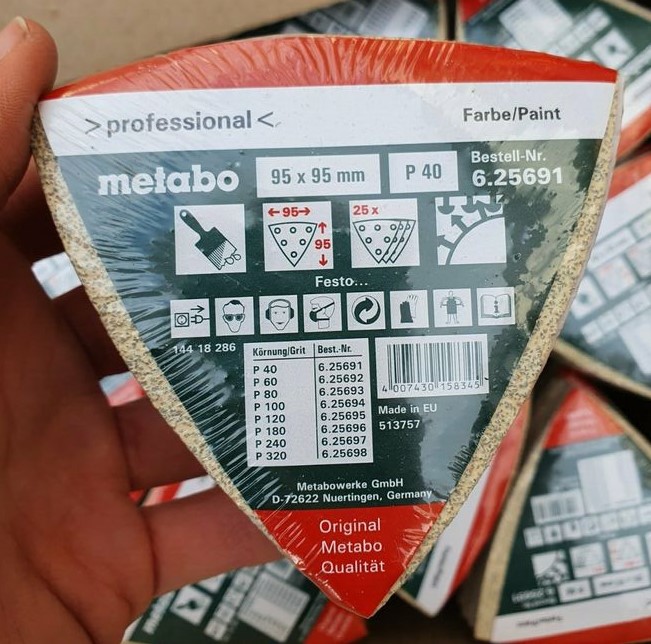 >professional<
Farbe/Paint
metabo
95 x 95 mm
P 40
Bestell-Nr.
6.25691
←95→
95
25 x
Festo...
144 18 286
Körnung/Grit Best.-Nr.
P 40 6.25691
P 60 6.25692
P 80 6.25693
P 100 6.25694
P 120 6.25695
P 180 6.25696
P 240 6.25697
P 320 6.25698
4 007430 158345
Made in EU
513757
Metabowerke GmbH
D-72622 Nuertingen, Germany
Original
Metabo
Qualität